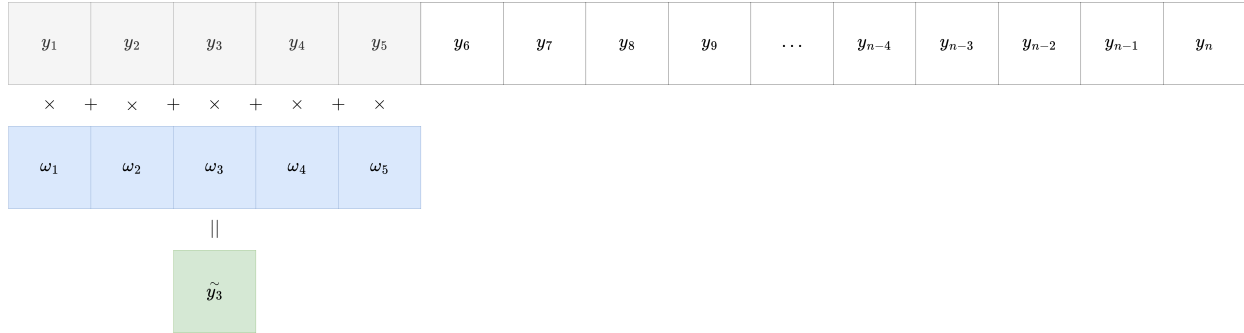 y₁ y₂ y₃ y₄ y₅ y₆ y₇ y₈ y₉ … yₙ₋₄ yₙ₋₃ yₙ₋₂ yₙ₋₁ yₙ
× + × + × + × + ×
ω₁ ω₂ ω₃ ω₄ ω₅
||
ỹ₃